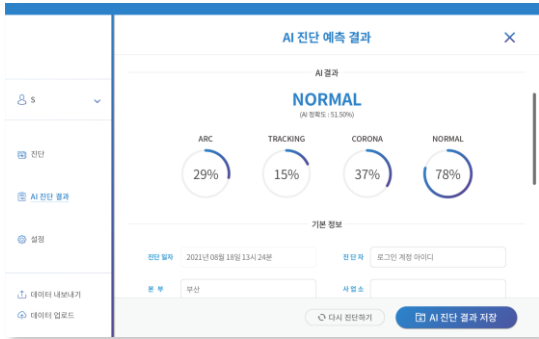 AI 진단 예측 결과
S
진단
AI 진단 결과
설정
데이터 내보내기
데이터 업로드
AI 결과
NORMAL
(AI 정확도 : 51.50%)
ARC TRACKING CORONA NORMAL
29% 15% 37% 78%
기본 정보
진단 일자 2021년 08월 18일 13시 24분 진 단 자 로그인 계정 아이디
본 부 부산 사 업 소
다시 진단하기 AI 진단 결과 저장